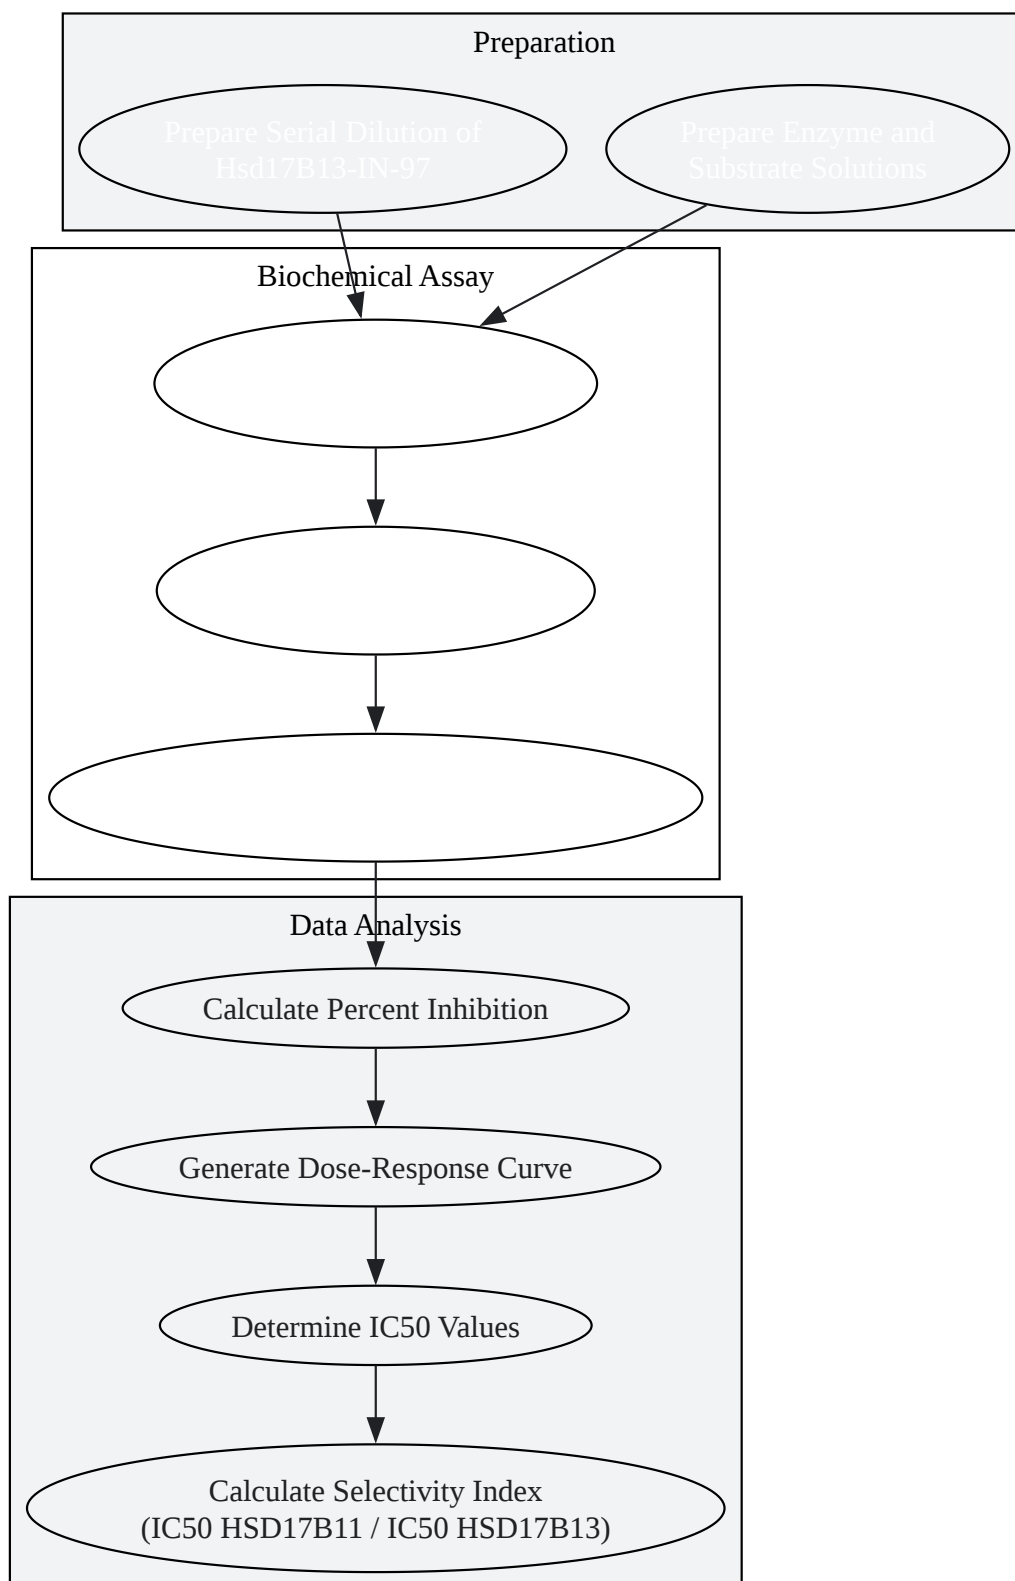 Preparation
Prepare Serial Dilution of
Hsd17B13-IN-97
Prepare Enzyme and
Substrate Solutions
Biochemical Assay
Data Analysis
Calculate Percent Inhibition
Generate Dose-Response Curve
Determine IC50 Values
Calculate Selectivity Index
(IC50 HSD17B11 / IC50 HSD17B13)